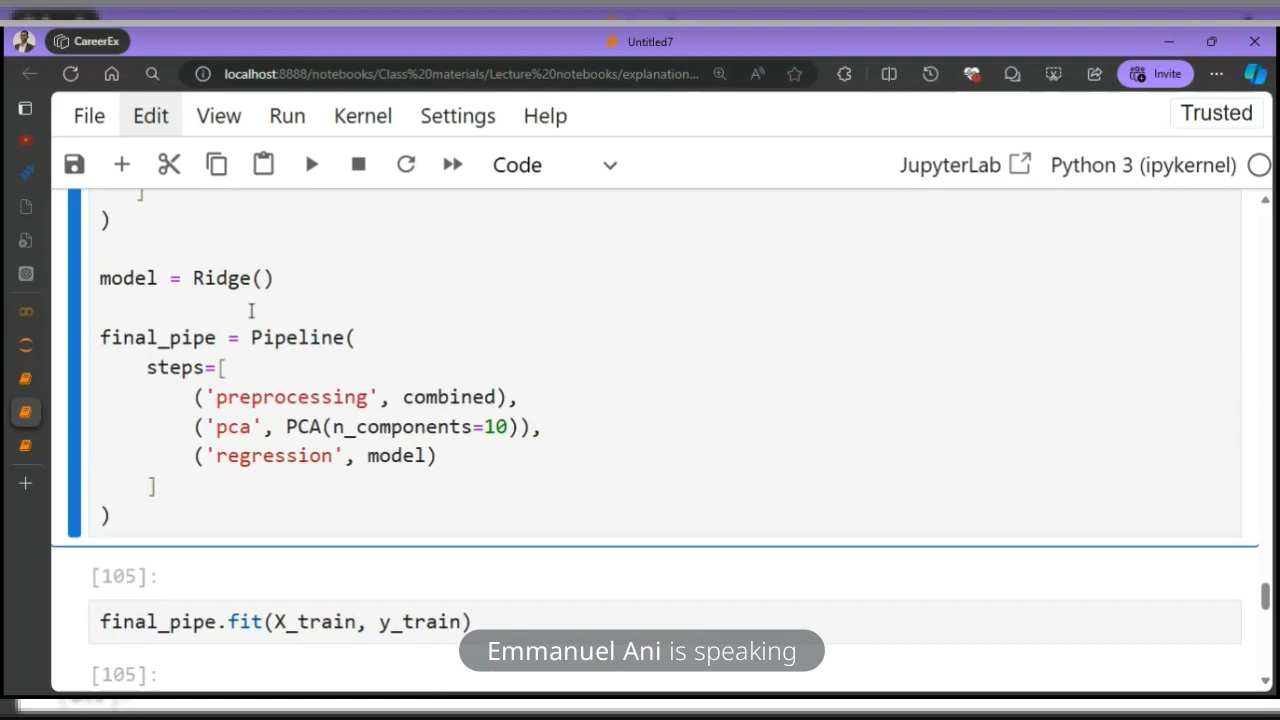 CareerEx
Untitled7
localhost:8888/notebooks/Class%20materials/Lecture%20notebooks/explanation...
Invite
File Edit View Run Kernel Settings Help
Trusted
Code
JupyterLab
Python 3 (ipykernel)
]
)
model = Ridge()
final_pipe = Pipeline(
steps=[
('preprocessing', combined),
('pca', PCA(n_components=10)),
('regression', model)
]
)
[105]:
final_pipe.fit(X_train, y_train)
Emmanuel Ani is speaking
[105]: